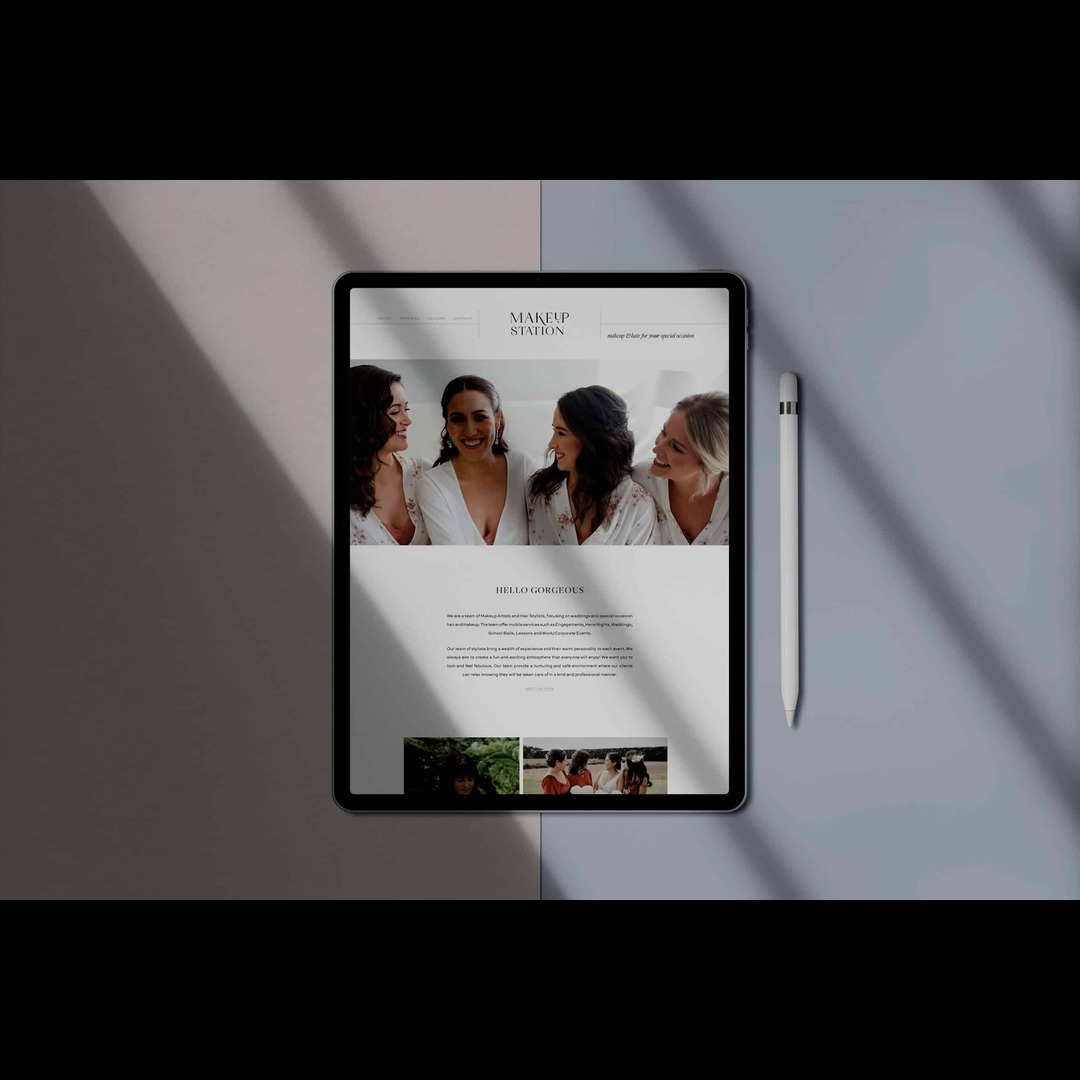 ABOUT SERVICES GALLERY CONTACT
MAKEUP
STATION
makeup & hair for your special occasion
HELLO GORGEOUS
We are a team of Makeup Artists and Hair Stylists, focusing on weddings and special occasion
hair and makeup. The team offer mobile services such as Engagements, Hens Nights, Weddings,
School Balls, Lessons and Work/Corporate Events.
Our team of stylists bring a wealth of experience and their warm personality to each event. We
always aim to create a fun and exciting atmosphere that everyone will enjoy! We want you to
look and feel fabulous. Our team provide a nurturing and safe environment where our clients
can relax knowing they will be taken care of in a kind and professional manner.
MEET THE TEAM